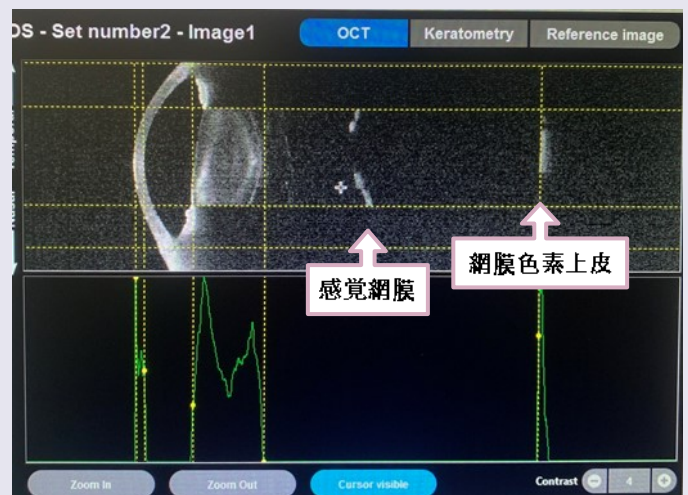 OS - Set number2 - Image1
OCT
Keratometry
Reference image
感覚網膜
網膜色素上皮
Zoom In
Zoom Out
Cursor visible
Contrast
4